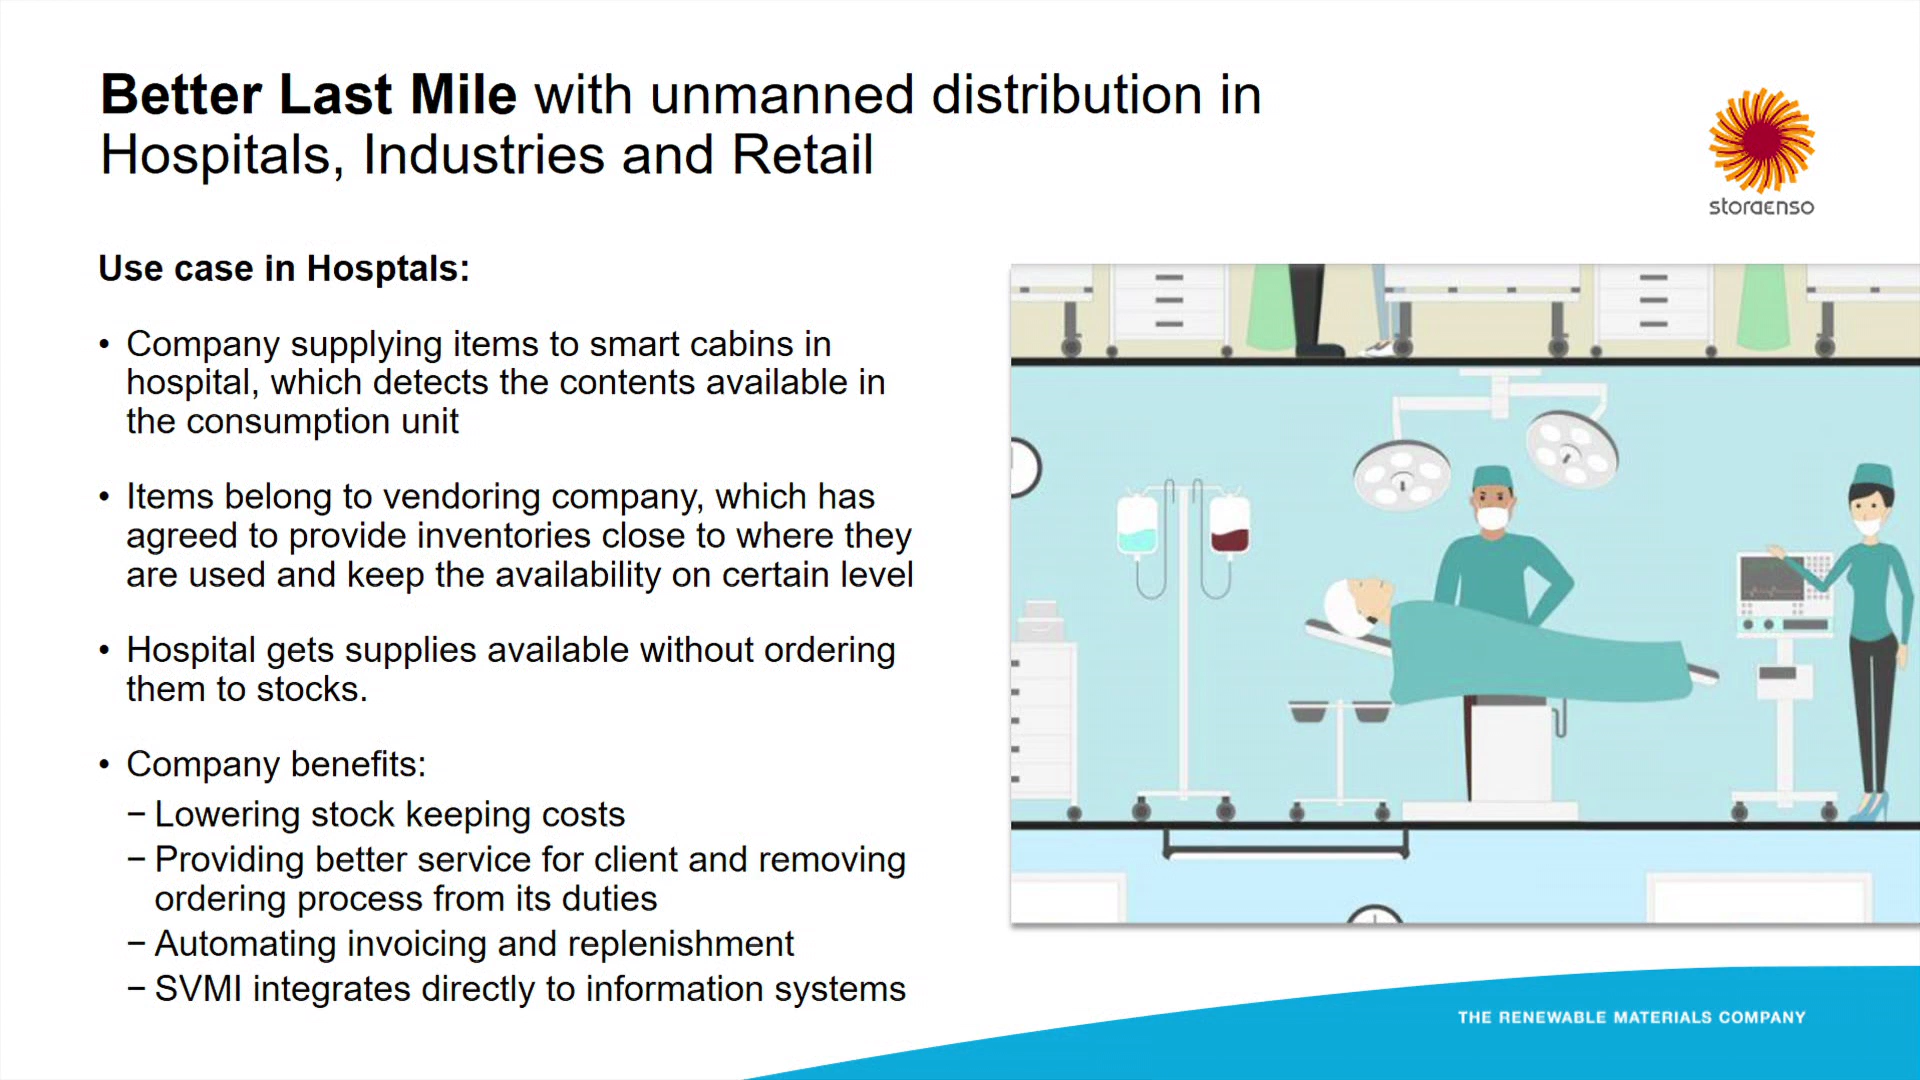 Better Last Mile with unmanned distribution in
Hospitals, Industries and Retail
storaenso
Use case in Hosptals:
• Company supplying items to smart cabins in
hospital, which detects the contents available in
the consumption unit
• Items belong to vendoring company, which has
agreed to provide inventories close to where they
are used and keep the availability on certain level
• Hospital gets supplies available without ordering
them to stocks.
• Company benefits:
− Lowering stock keeping costs
− Providing better service for client and removing
ordering process from its duties
− Automating invoicing and replenishment
− SVMI integrates directly to information systems
THE RENEWABLE MATERIALS COMPANY